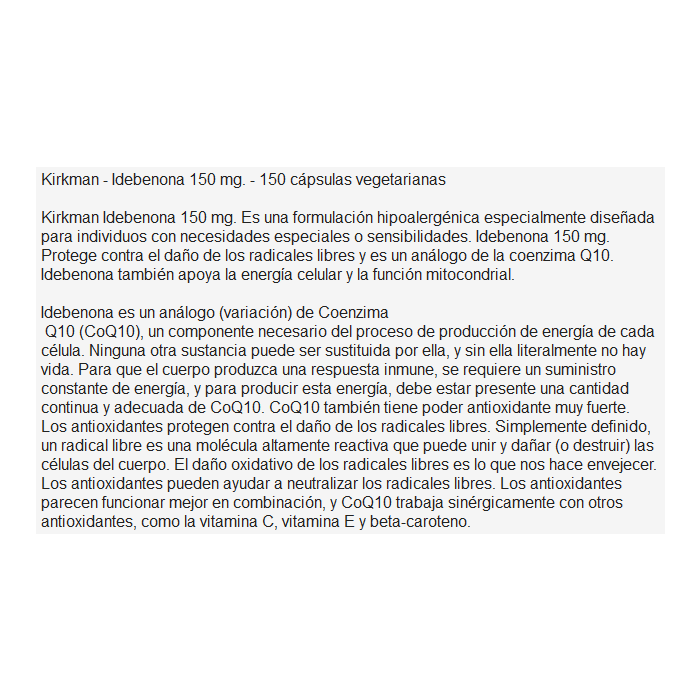 Kirkman - Idebenona 150 mg. - 150 cápsulas vegetarianas
Kirkman Idebenona 150 mg. Es una formulación hipoalergénica especialmente diseñada
para individuos con necesidades especiales o sensibilidades. Idebenona 150 mg.
Protege contra el daño de los radicales libres y es un análogo de la coenzima Q10.
Idebenona también apoya la energía celular y la función mitocondrial.
Idebenona es un análogo (variación) de Coenzima
Q10 (CoQ10), un componente necesario del proceso de producción de energía de cada
célula. Ninguna otra sustancia puede ser sustituida por ella, y sin ella literalmente no hay
vida. Para que el cuerpo produzca una respuesta inmune, se requiere un suministro
constante de energía, y para producir esta energía, debe estar presente una cantidad
continua y adecuada de CoQ10. CoQ10 también tiene poder antioxidante muy fuerte.
Los antioxidantes protegen contra el daño de los radicales libres. Simplemente definido,
un radical libre es una molécula altamente reactiva que puede unir y dañar (o destruir) las
células del cuerpo. El daño oxidativo de los radicales libres es lo que nos hace envejecer.
Los antioxidantes pueden ayudar a neutralizar los radicales libres. Los antioxidantes
parecen funcionar mejor en combinación, y CoQ10 trabaja sinérgicamente con otros
antioxidantes, como la vitamina C, vitamina E y beta-caroteno.